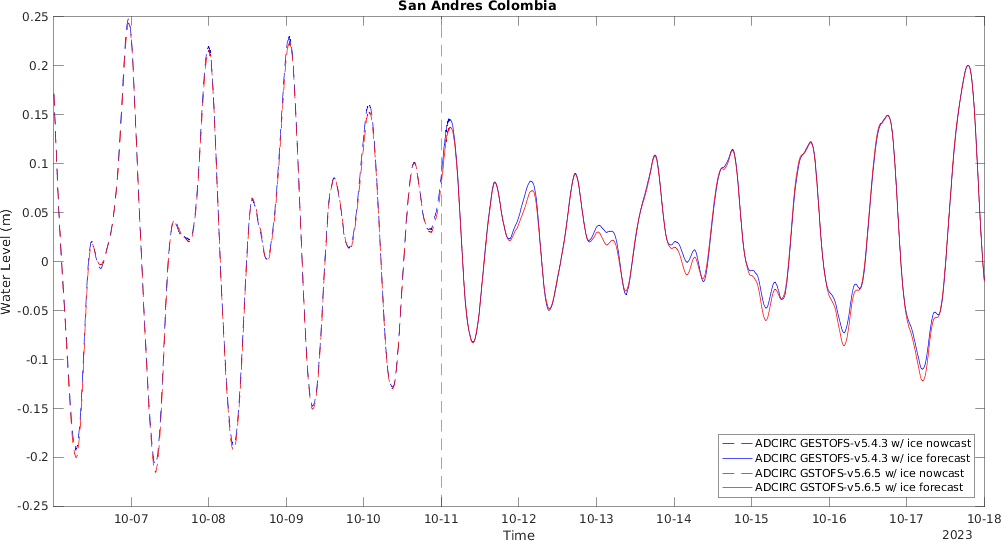 San Andres Colombia
Water Level (m)
0.25
0.2
0.15
0.1
0.05
0
-0.05
-0.1
-0.15
-0.2
-0.25
ADCIRC GESTOFS-v5.4.3 w/ ice nowcast
ADCIRC GESTOFS-v5.4.3 w/ ice forecast
ADCIRC GSTOFS-v5.6.5 w/ ice nowcast
ADCIRC GSTOFS-v5.6.5 w/ ice forecast
10-07 10-08 10-09 10-10 10-11 10-12 10-13 10-14 10-15 10-16 10-17 10-18
Time
2023